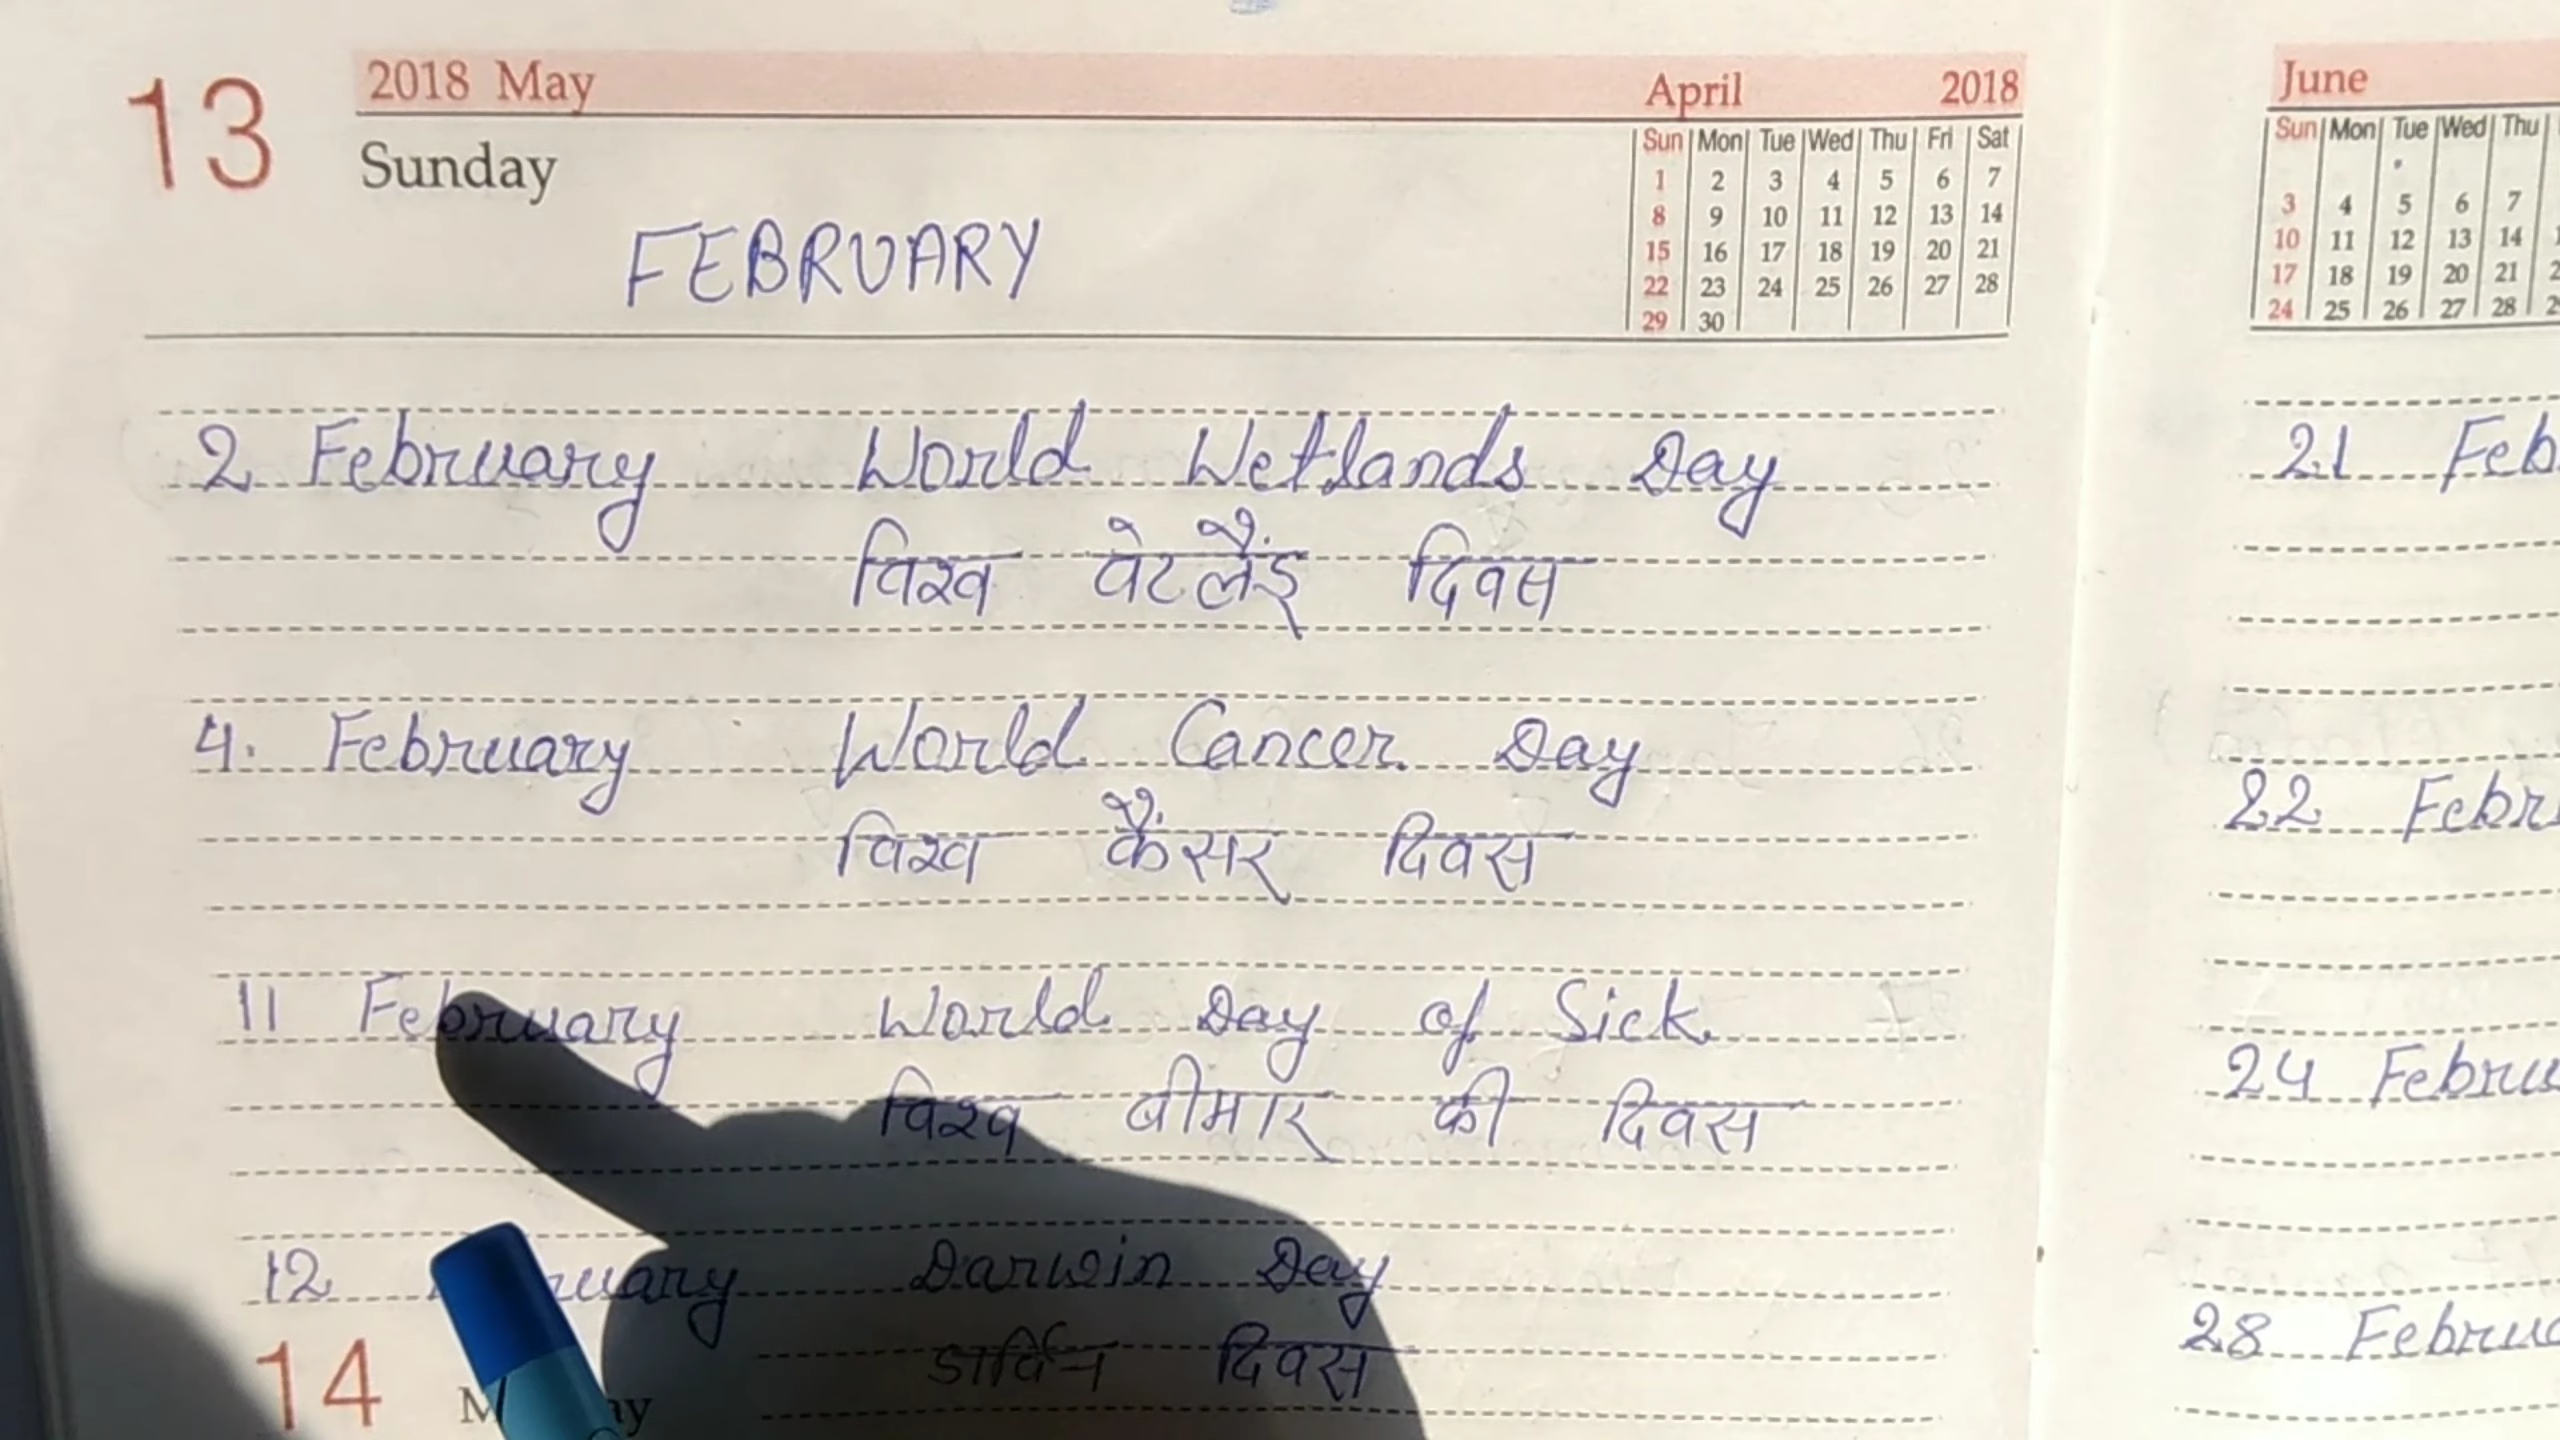 13 2018 May
Sunday
April 2018
Sun Mon Tue Wed Thu Fri Sat
1 2 3 4 5 6 7
8 9 10 11 12 13 14
15 16 17 18 19 20 21
22 23 24 25 26 27 28
29 30
FEBRUARY
2 February World Wetlands Day
विश्व वेटलैंड् दिवस
4. February World Cancer Day
विश्व कैंसर दिवस
11 February World Day of Sick
विश्व बीमार की दिवस
12 Darwin Day
डार्विन दिवस
14
June
Sun Mon Tue Wed Thu
3 4 5 6 7
10 11 12 13 14
17 18 19 20 21
24 25 26 27 28
21 Feb
22 Febr
24 Febru
28 Febru